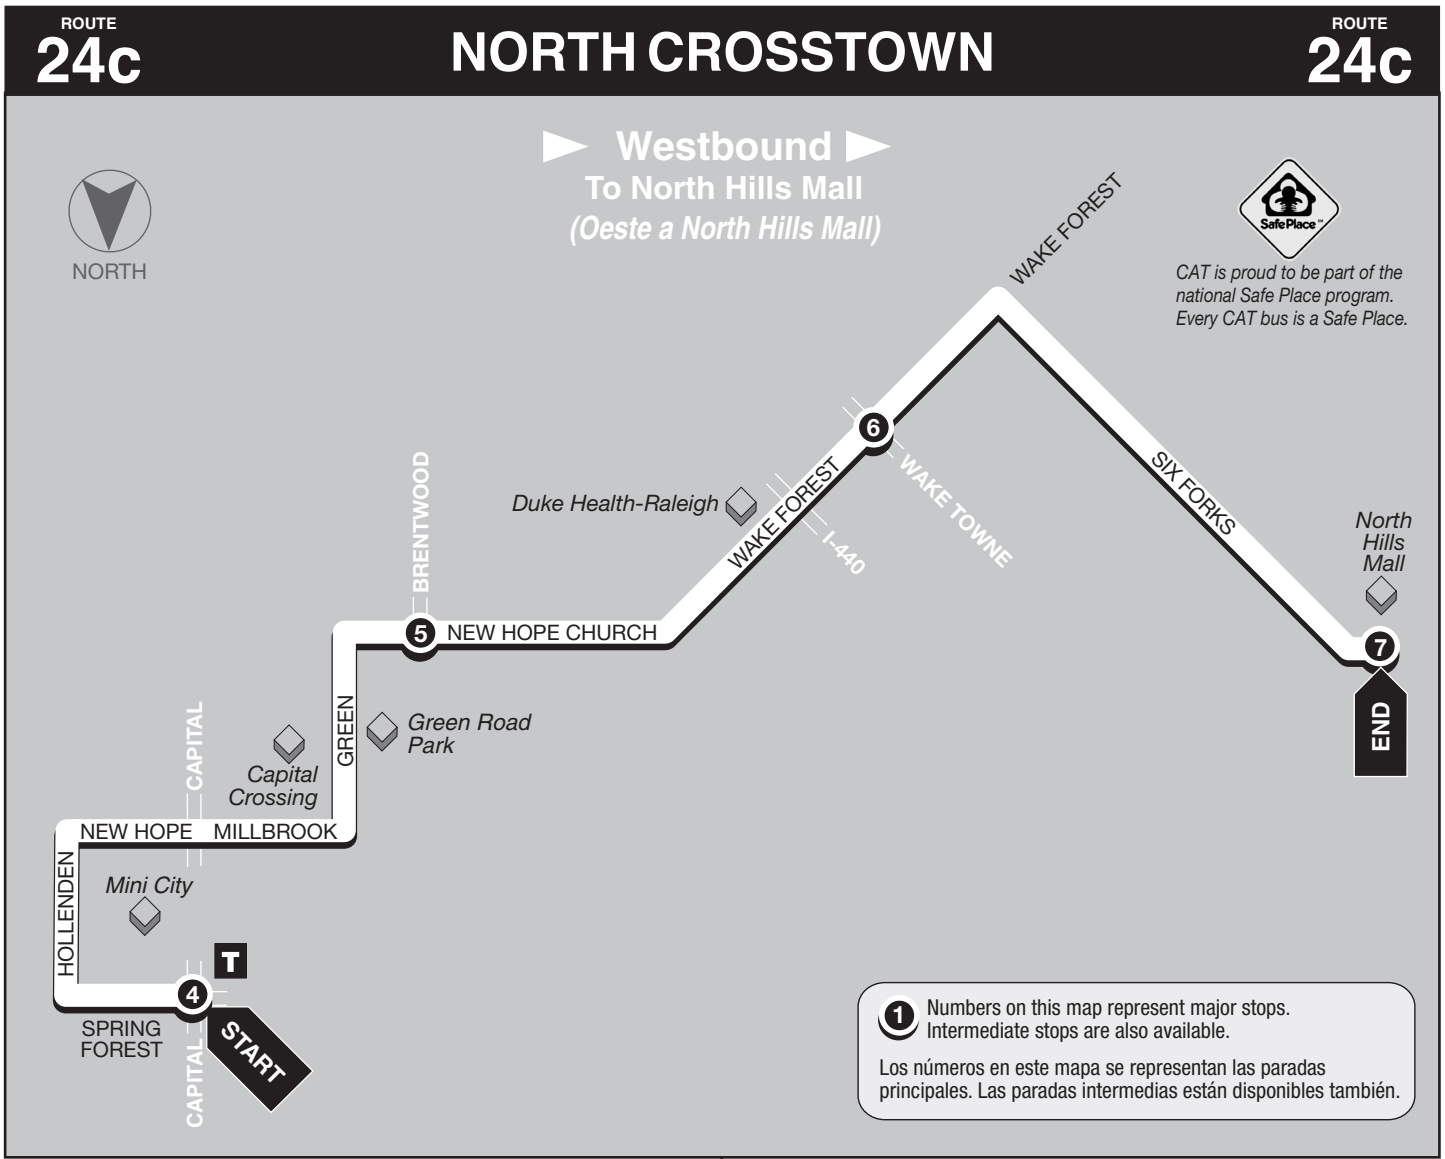 ROUTE
24c
NORTH CROSSTOWN
ROUTE
24c
Westbound
To North Hills Mall
(Oeste a North Hills Mall)
NORTH
SafePlace™
CAT is proud to be part of the
national Safe Place program.
Every CAT bus is a Safe Place.
WAKE FOREST
6
WAKE FOREST
WAKE TOWNE
I-440
SIX FORKS
Duke Health-Raleigh
North
Hills
Mall
7
END
BRENTWOOD
5
NEW HOPE CHURCH
GREEN
Green Road
Park
Capital
Crossing
CAPITAL
NEW HOPE
MILLBROOK
HOLLENDEN
Mini City
T
4
START
SPRING
FOREST
CAPITAL
1
Numbers on this map represent major stops.
Intermediate stops are also available.
Los números en este mapa se representan las paradas
principales. Las paradas intermedias están disponibles también.